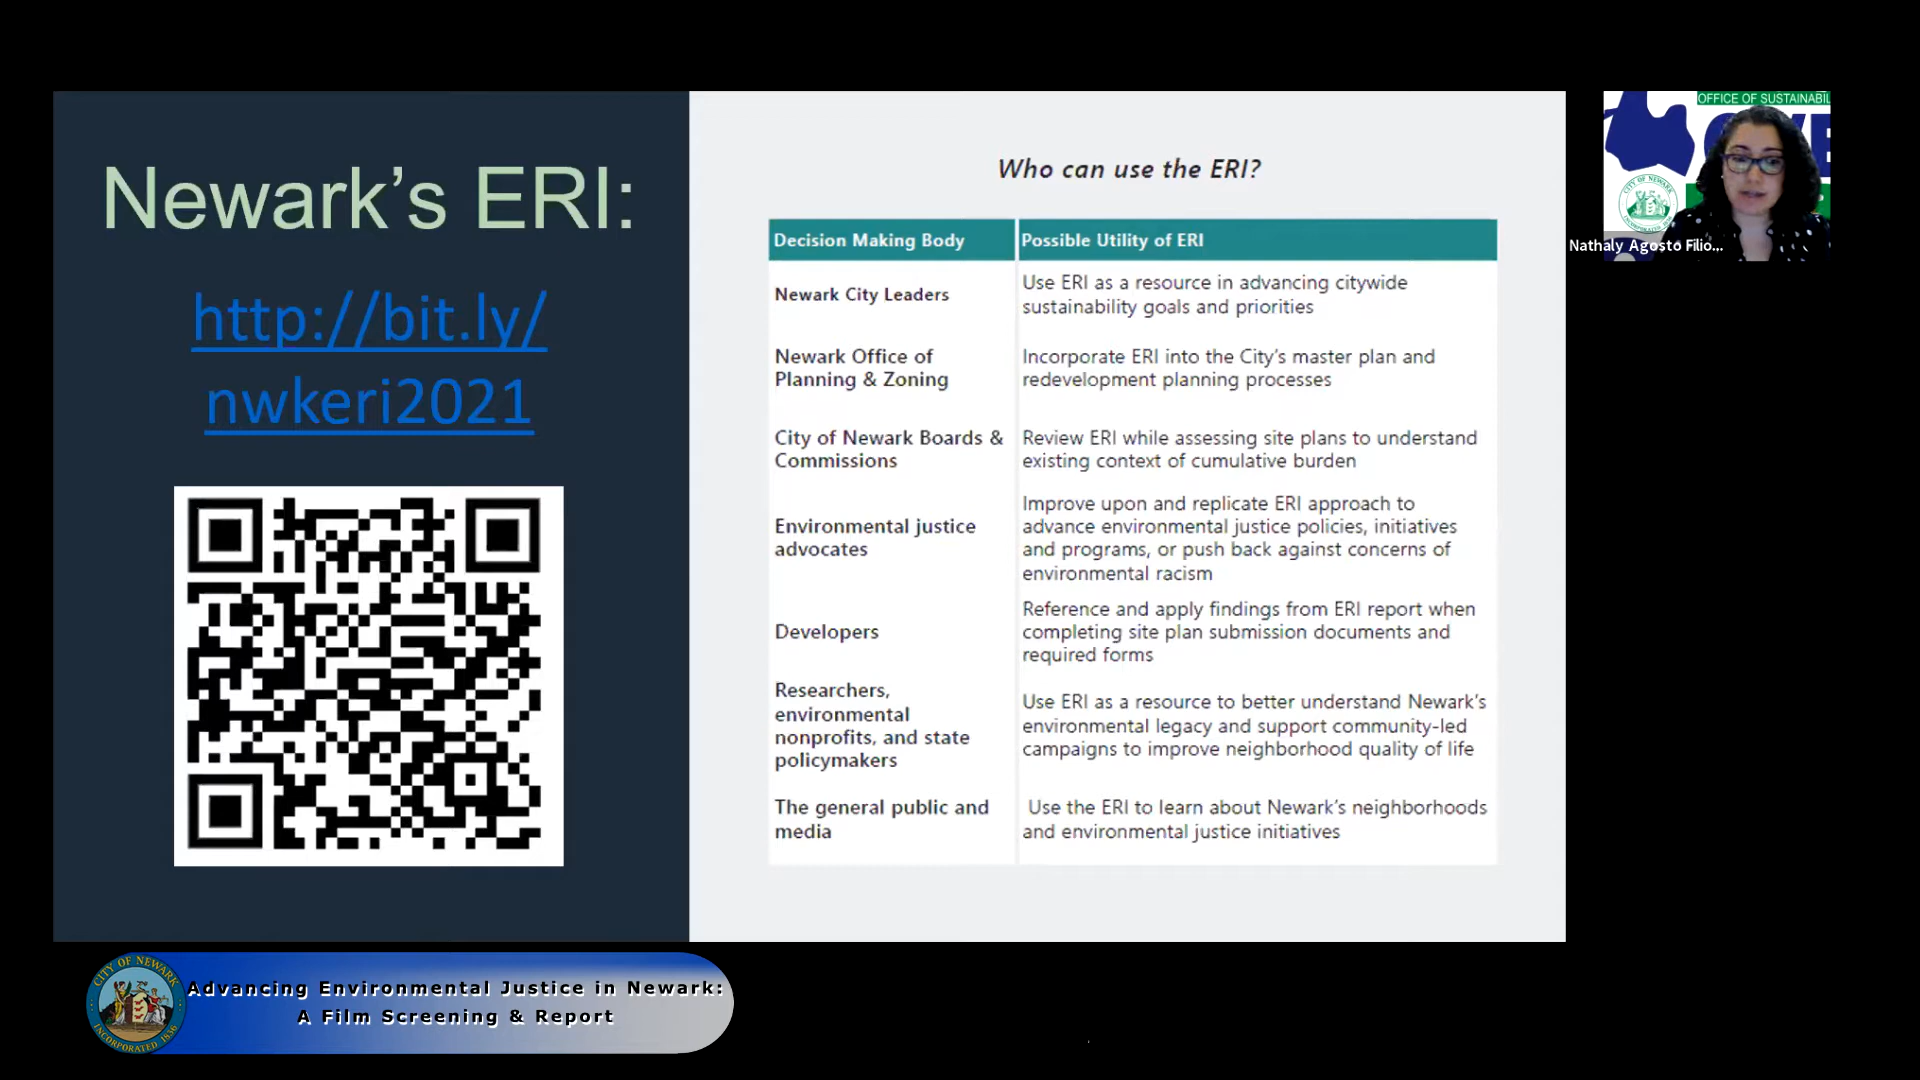 Newark's ERI:
http://bit.ly/
nwkeri2021
Who can use the ERI?
Decision Making Body
Possible Utility of ERI
Newark City Leaders
Use ERI as a resource in advancing citywide
sustainability goals and priorities
Newark Office of
Planning & Zoning
Incorporate ERI into the City's master plan and
redevelopment planning processes
City of Newark Boards &
Commissions
Review ERI while assessing site plans to understand
existing context of cumulative burden
Environmental justice
advocates
Improve upon and replicate ERI approach to
advance environmental justice policies, initiatives
and programs, or push back against concerns of
environmental racism
Developers
Reference and apply findings from ERI report when
completing site plan submission documents and
required forms
Researchers,
environmental
nonprofits, and state
policymakers
Use ERI as a resource to better understand Newark's
environmental legacy and support community-led
campaigns to improve neighborhood quality of life
The general public and
media
Use the ERI to learn about Newark's neighborhoods
and environmental justice initiatives
OFFICE OF SUSTAINABIL
CITY OF NEWARK
Nathaly Agosto Filio...
CITY OF NEWARK
INCORPORATED 1836
Advancing Environmental Justice in Newark:
A Film Screening & Report